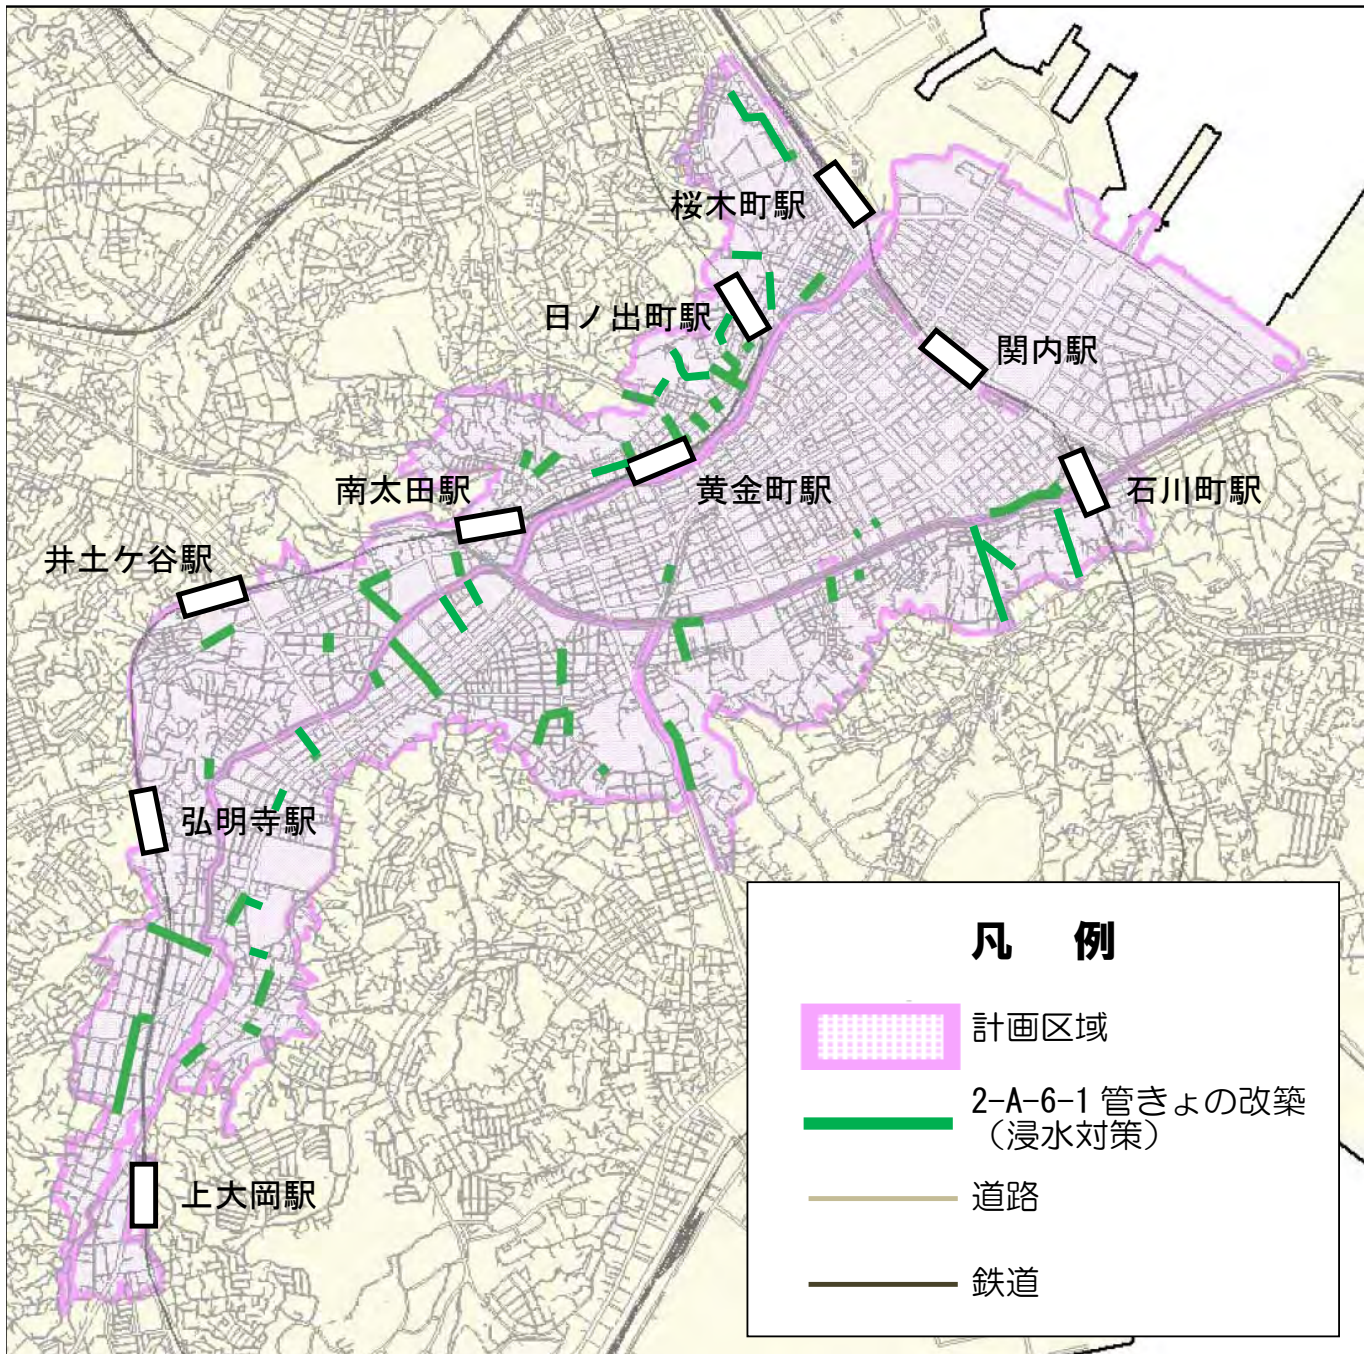 桜木町駅
日ノ出町駅
関内駅
南太田駅
黄金町駅
石川町駅
井土ケ谷駅
弘明寺駅
上大岡駅
凡 例
計画区域
2-A-6-1 管きょの改築
（浸水対策）
道路
鉄道